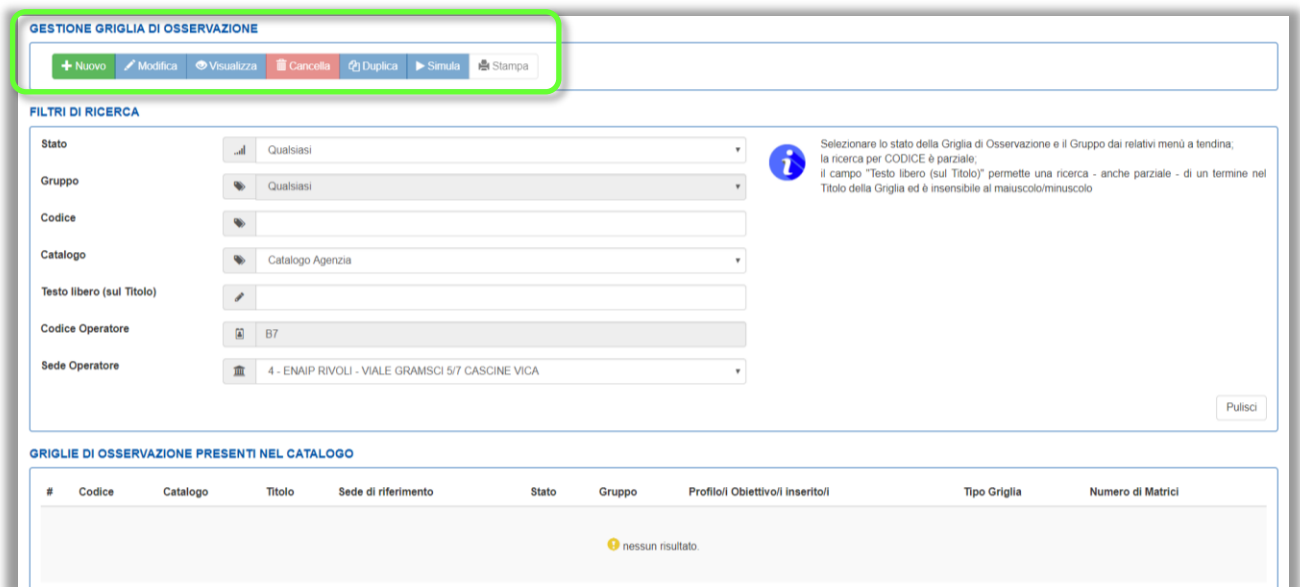 GESTIONE GRIGLIA DI OSSERVAZIONE
Nuovo Modifica Visualizza Cancella Duplica Simula Stampa
FILTRI DI RICERCA
Stato Qualsiasi
Gruppo Qualsiasi
Codice
Catalogo Catalogo Agenzia
Testo libero (sul Titolo)
Codice Operatore B7
Sede Operatore 4 - ENAIP RIVOLI - VIALE GRAMSCI 5/7 CASCINE VICA
Selezionare lo stato della Griglia di Osservazione e il Gruppo dai relativi menù a tendina;
la ricerca per CODICE è parziale;
il campo "Testo libero (sul Titolo)" permette una ricerca - anche parziale - di un termine nel
Titolo della Griglia ed è insensibile al maiuscolo/minuscolo
Pulisci
GRIGLIE DI OSSERVAZIONE PRESENTI NEL CATALOGO
# Codice Catalogo Titolo Sede di riferimento Stato Gruppo Profilo/i Obiettivo/i inserito/i Tipo Griglia Numero di Matrici
nessun risultato.